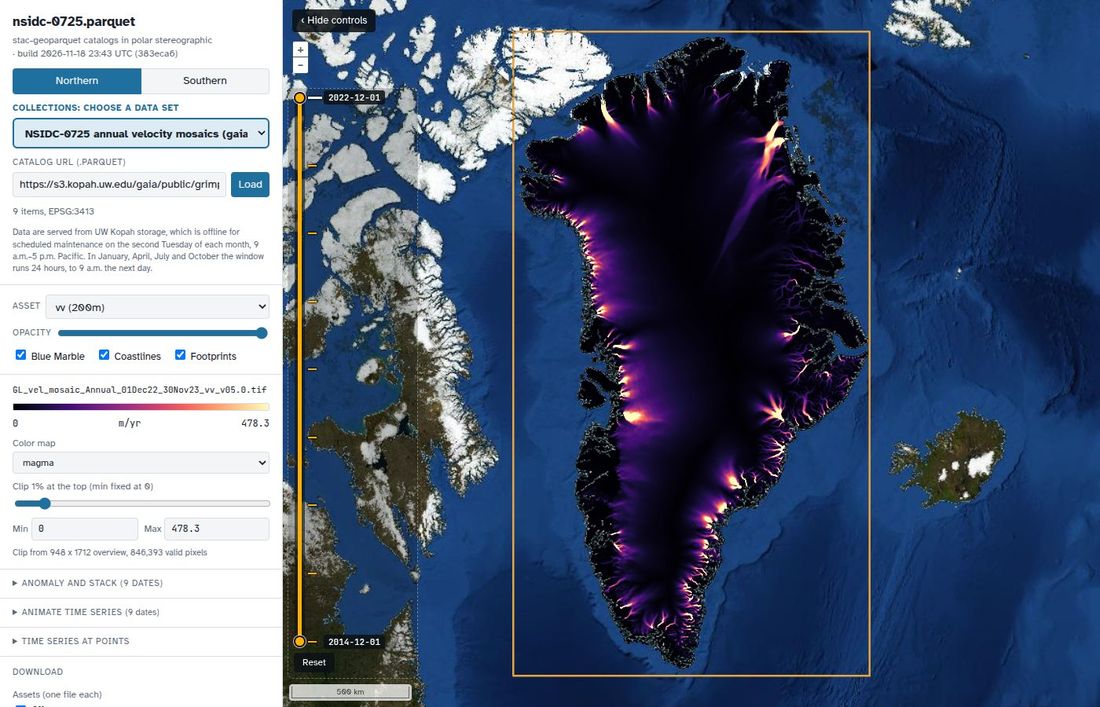 nsidc-0725.parquet
stac-geoparquet catalogs in polar stereographic
· build 2026-11-18 23:43 UTC (383eca6)
Northern
Southern
COLLECTIONS: CHOOSE A DATA SET
NSIDC-0725 annual velocity mosaics (gaia
CATALOG URL (.PARQUET)
https://s3.kopah.uw.edu/gaia/public/grimp
Load
9 items, EPSG:3413
Data are served from UW Kopah storage, which is offline for
scheduled maintenance on the second Tuesday of each month, 9
a.m.–5 p.m. Pacific. In January, April, July and October the window
runs 24 hours, to 9 a.m. the next day.
ASSET
vv (200m)
OPACITY
Blue Marble
Coastlines
Footprints
GL_vel_mosaic_Annual_01Dec22_30Nov23_vv_v05.0.tif
0
m/yr
478.3
Color map
magma
Clip 1% at the top (min fixed at 0)
Min
0
Max
478.3
Clip from 948 x 1712 overview, 846,393 valid pixels
▸ ANOMALY AND STACK (9 DATES)
▸ ANIMATE TIME SERIES (9 dates)
▸ TIME SERIES AT POINTS
DOWNLOAD
Assets (one file each)
‹ Hide controls
+
−
2022-12-01
2014-12-01
Reset
500 km